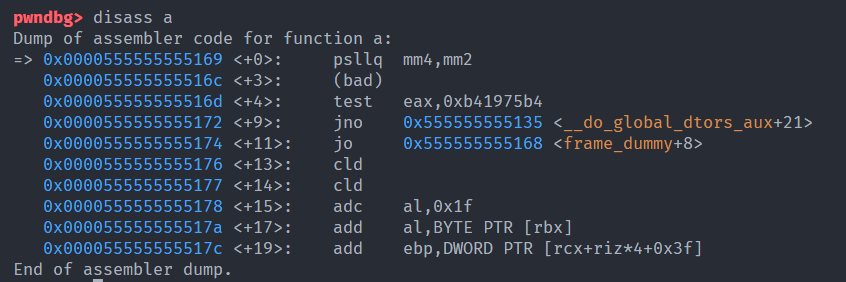 pwndbg> disass a
Dump of assembler code for function a:
=> 0x0000555555555169 <+0>: psllq mm4,mm2
0x000055555555516c <+3>: (bad)
0x000055555555516d <+4>: test eax,0xb41975b4
0x0000555555555172 <+9>: jno 0x555555555135 <__do_global_dtors_aux+21>
0x0000555555555174 <+11>: jo 0x555555555168 <frame_dummy+8>
0x0000555555555176 <+13>: cld
0x0000555555555177 <+14>: cld
0x0000555555555178 <+15>: adc al,0x1f
0x000055555555517a <+17>: add al,BYTE PTR [rbx]
0x000055555555517c <+19>: add ebp,DWORD PTR [rcx+riz*4+0x3f]
End of assembler dump.